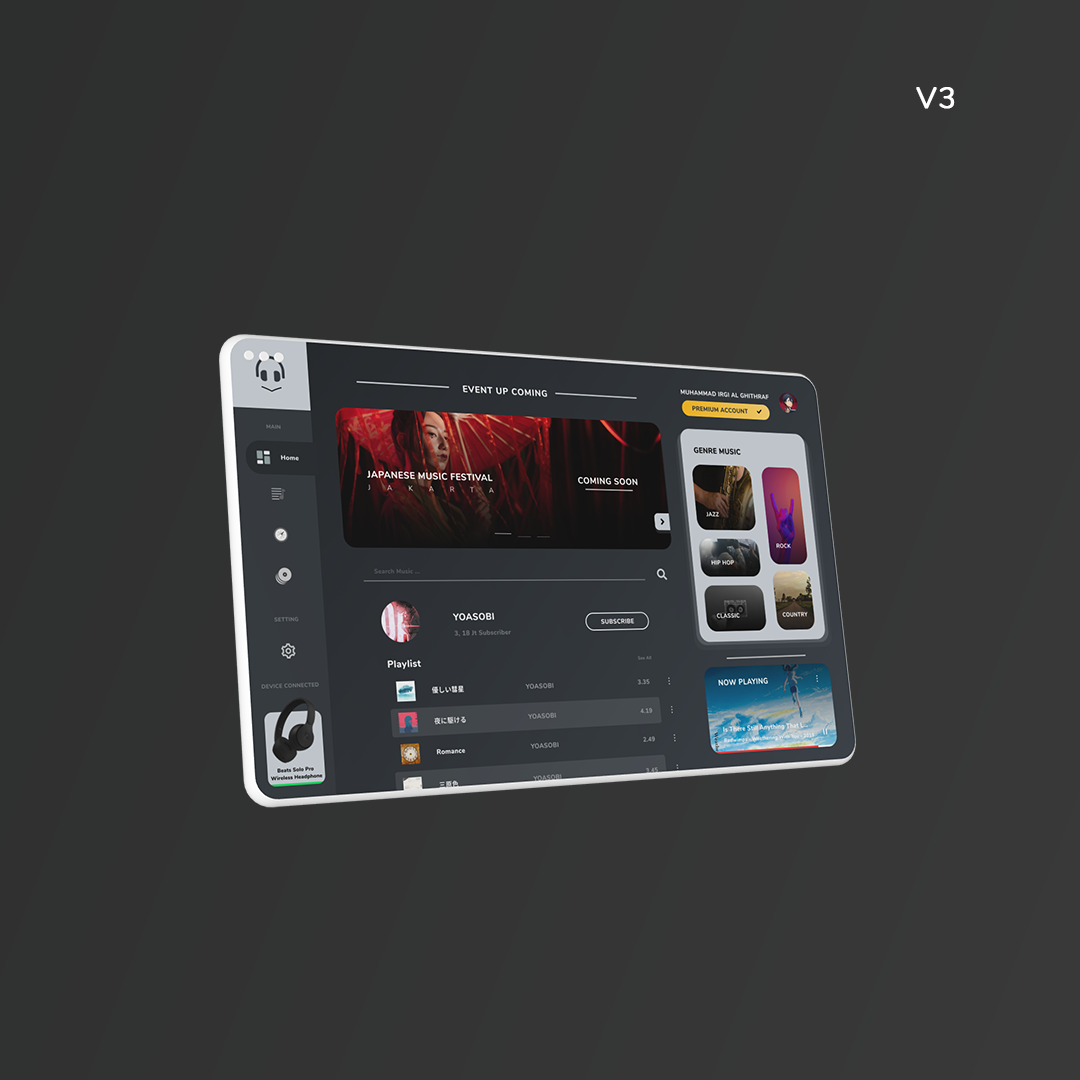 V3
EVENT UP COMING
MUHAMMAD IRGI AL GHITHRAF
PREMIUM ACCOUNT
MAIN
Home
SETTING
DEVICE CONNECTED
Beats Solo Pro
Wireless Headphone
JAPANESE MUSIC FESTIVAL
JAKARTA
COMING SOON
Search Music ...
YOASOBI
3, 18 Jt Subscriber
SUBSCRIBE
Playlist
See All
優しい彗星 YOASOBI 3.35
夜に駆ける YOASOBI 4.19
Romance YOASOBI 2.49
三原色 YOASOBI 3.45
GENRE MUSIC
JAZZ
ROCK
HIP HOP
CLASSIC
COUNTRY
NOW PLAYING
Is There Still Anything That L...